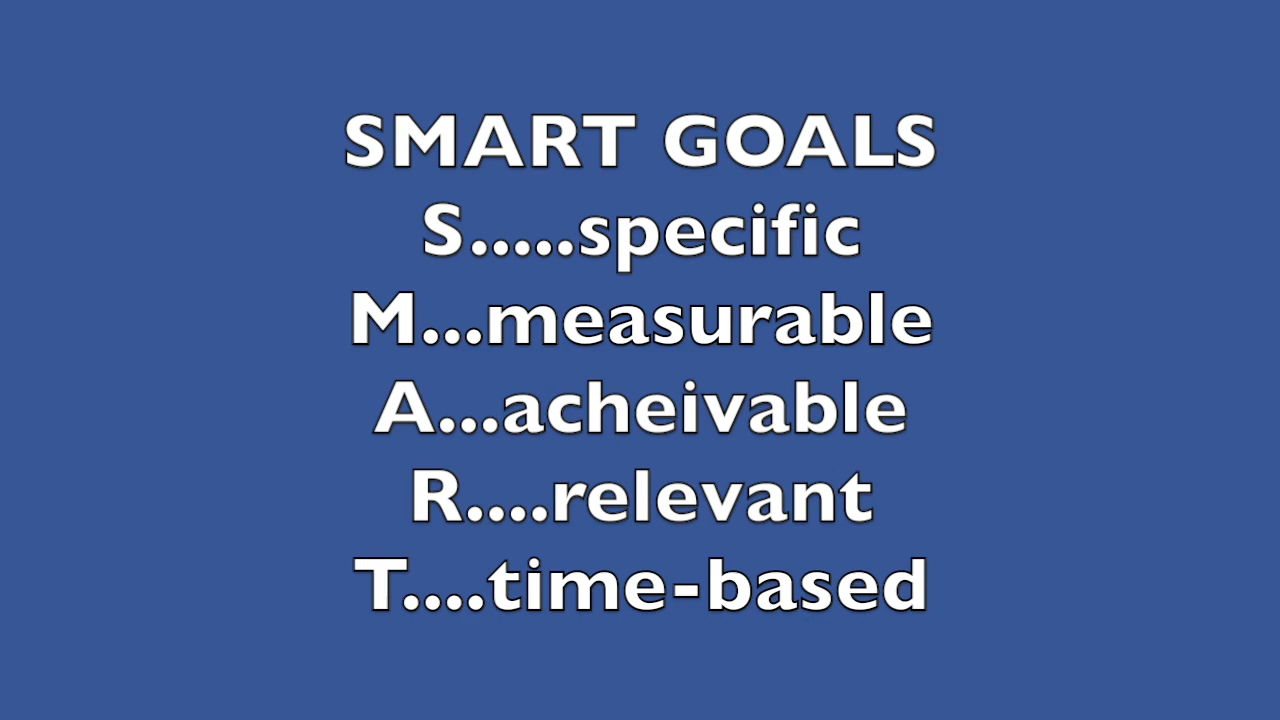 SMART GOALS
S.....specific
M...measurable
A...acheivable
R....relevant
T....time-based